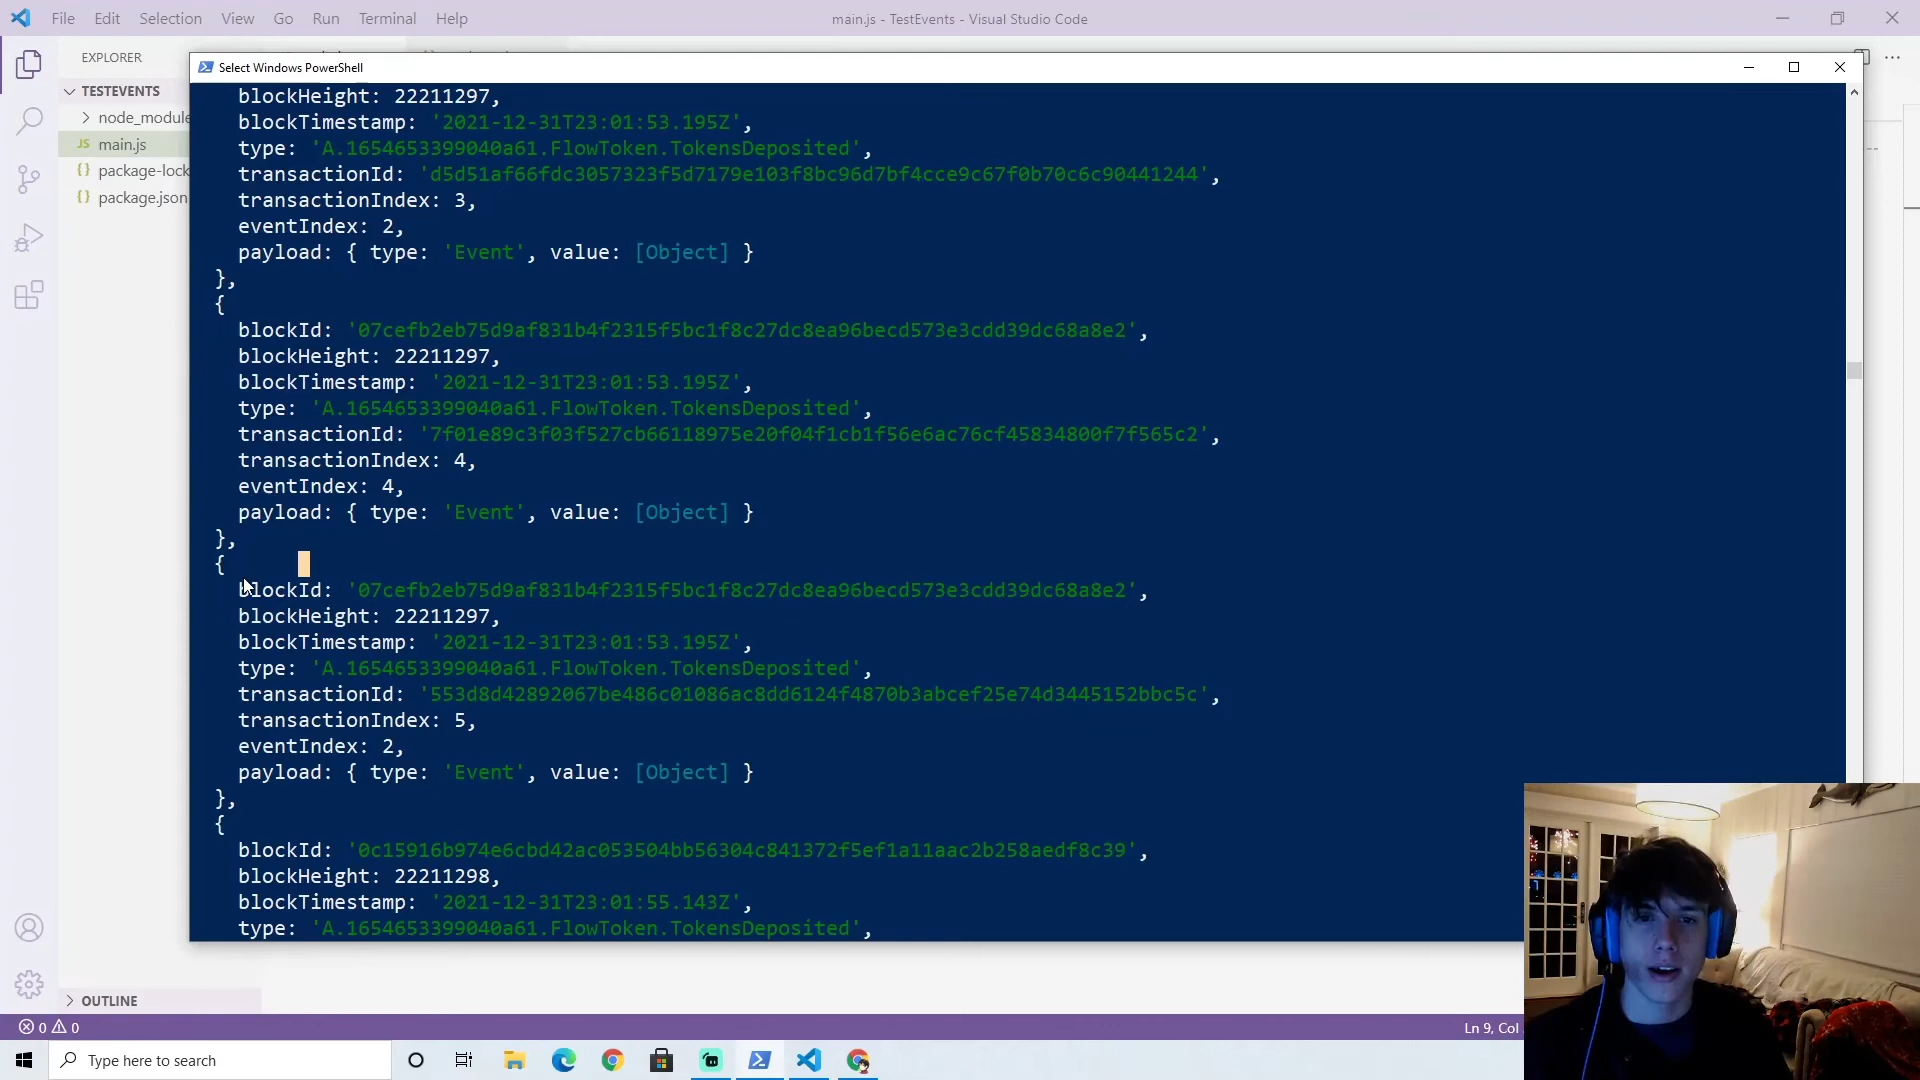 File Edit Selection View Go Run Terminal Help
main.js - TestEvents - Visual Studio Code
EXPLORER
TESTEVENTS
node_module
JS main.js
{} package-lock
{} package.json
Select Windows PowerShell
blockHeight: 22211297,
blockTimestamp: '2021-12-31T23:01:53.195Z',
type: 'A.1654653399040a61.FlowToken.TokensDeposited',
transactionId: 'd5d51af66fdc3057323f5d7179e103f8bc96d7bf4cce9c67f0b70c6c90441244',
transactionIndex: 3,
eventIndex: 2,
payload: { type: 'Event', value: [Object] }
},
{
blockId: '07cefb2eb75d9af831b4f2315f5bc1f8c27dc8ea96becd573e3cdd39dc68a8e2',
blockHeight: 22211297,
blockTimestamp: '2021-12-31T23:01:53.195Z',
type: 'A.1654653399040a61.FlowToken.TokensDeposited',
transactionId: '7f01e89c3f03f527cb66118975e20f04f1cb1f56e6ac76cf45834800f7f565c2',
transactionIndex: 4,
eventIndex: 4,
payload: { type: 'Event', value: [Object] }
},
{
blockId: '07cefb2eb75d9af831b4f2315f5bc1f8c27dc8ea96becd573e3cdd39dc68a8e2',
blockHeight: 22211297,
blockTimestamp: '2021-12-31T23:01:53.195Z',
type: 'A.1654653399040a61.FlowToken.TokensDeposited',
transactionId: '553d8d42892067be486c01086ac8dd6124f4870b3abcef25e74d3445152bbc5c',
transactionIndex: 5,
eventIndex: 2,
payload: { type: 'Event', value: [Object] }
},
{
blockId: '0c15916b974e6cbd42ac053504bb56304c841372f5ef1a11aac2b258aedf8c39',
blockHeight: 22211298,
blockTimestamp: '2021-12-31T23:01:55.143Z',
type: 'A.1654653399040a61.FlowToken.TokensDeposited',
OUTLINE
0 0
Ln 9, Col
Type here to search